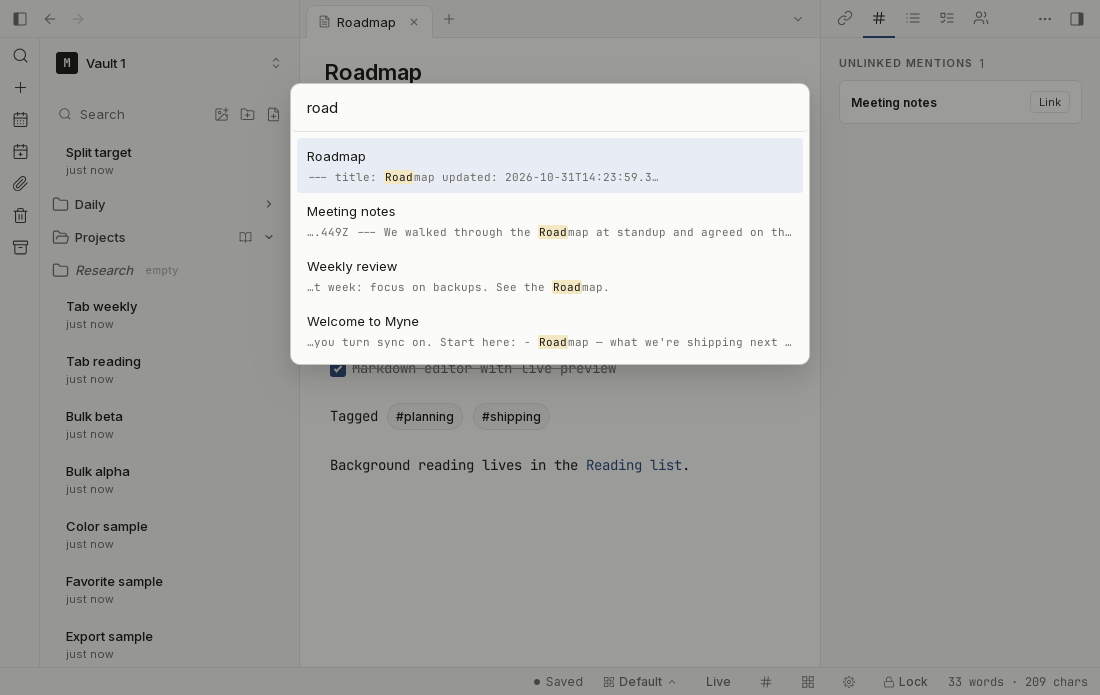 Roadmap
M Vault 1
Search
Split target
just now
Daily
Projects
Research empty
Tab weekly
just now
Tab reading
just now
Bulk beta
just now
Bulk alpha
just now
Color sample
just now
Favorite sample
just now
Export sample
just now
Roadmap
road
Roadmap
--- title: Roadmap updated: 2026-10-31T14:23:59.3…
Meeting notes
….449Z --- We walked through the Roadmap at standup and agreed on th…
Weekly review
…t week: focus on backups. See the Roadmap.
Welcome to Myne
…you turn sync on. Start here: - Roadmap — what we're shipping next …
Markdown editor with live preview
Tagged #planning #shipping
Background reading lives in the Reading list.
UNLINKED MENTIONS 1
Meeting notes Link
Saved Default Live Lock 33 words · 209 chars